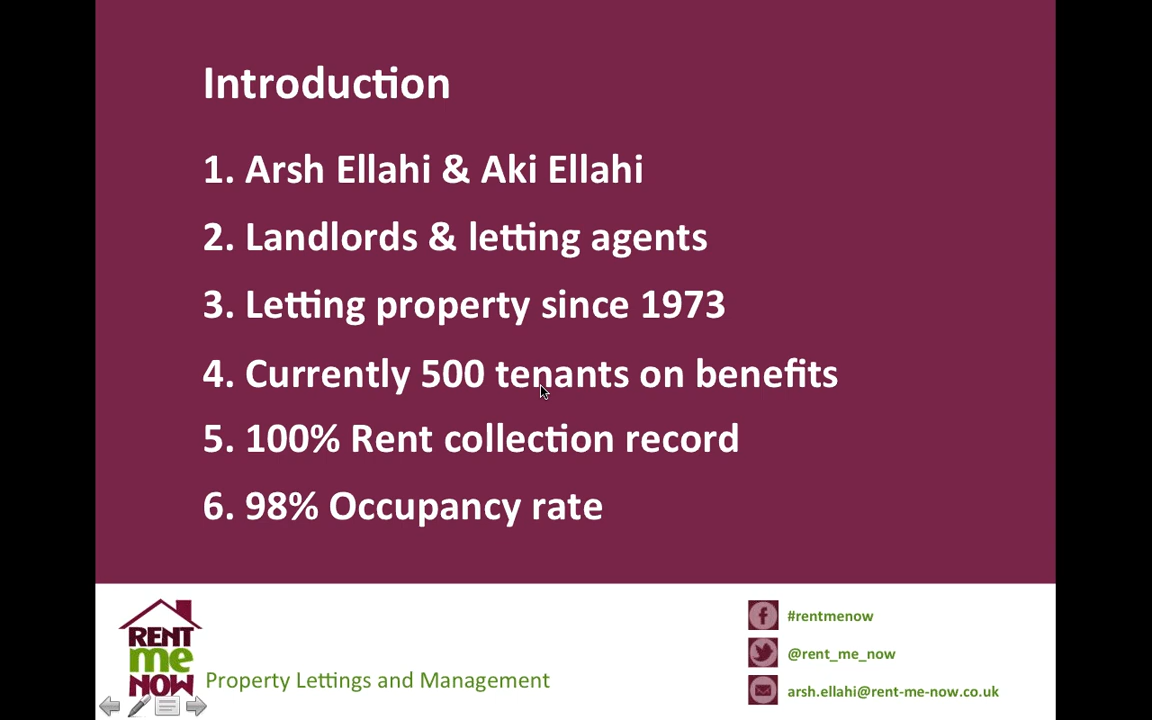 Introduction
1. Arsh Ellahi & Aki Ellahi
2. Landlords & letting agents
3. Letting property since 1973
4. Currently 500 tenants on benefits
5. 100% Rent collection record
6. 98% Occupancy rate
RENT
me
NOW
Property Lettings and Management
#rentmenow
@rent_me_now
arsh.ellahi@rent-me-now.co.uk